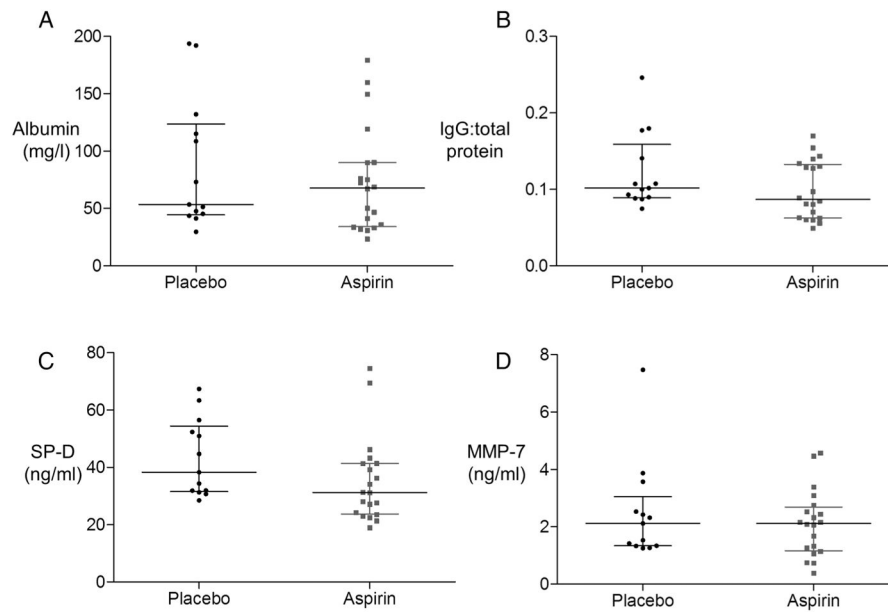 A
200
150
100
50
0
Albumin
(mg/l)
Placebo
Aspirin
B
0.3
0.2
0.1
0.0
IgG:total
protein
Placebo
Aspirin
C
80
60
40
20
0
SP-D
(ng/ml)
Placebo
Aspirin
D
8
6
4
2
0
MMP-7
(ng/ml)
Placebo
Aspirin